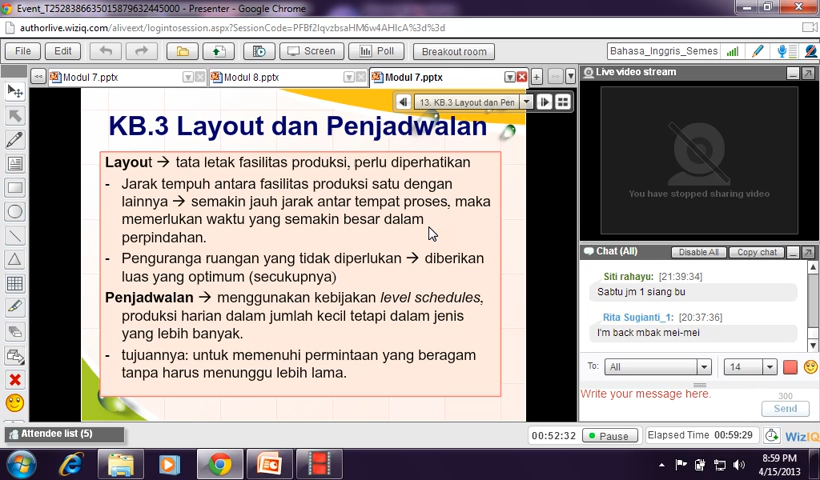 Event_T2528386635015879632445000 - Presenter - Google Chrome
authorlive.wiziq.com/aliveext/logintosession.aspx?SessionCode=PFBf2Iqvzbsa HM6w4AHIcA%3d%3d
File Edit Screen Poll Breakout room Bahasa_Inggris_Semes
Modul 7.pptx Modul 8.pptx Modul 7.pptx
13. KB.3 Layout dan Pen
KB.3 Layout dan Penjadwalan
Layout → tata letak fasilitas produksi, perlu diperhatikan
- Jarak tempuh antara fasilitas produksi satu dengan
lainnya → semakin jauh jarak antar tempat proses, maka
memerlukan waktu yang semakin besar dalam
perpindahan.
- Penguranga ruangan yang tidak diperlukan → diberikan
luas yang optimum (secukupnya)
Penjadwalan → menggunakan kebijakan level schedules,
produksi harian dalam jumlah kecil tetapi dalam jenis
yang lebih banyak.
- tujuannya: untuk memenuhi permintaan yang beragam
tanpa harus menunggu lebih lama.
Live video stream
You have stopped sharing video
Chat (All) Disable All Copy chat
Siti rahayu: [21:39:34]
Sabtu jm 1 siang bu
Rita Sugianti_1: [20:37:36]
I'm back mbak mei-mei
To: All 14
Write your message here. 300
Send
Attendee list (5)
00:52:32 Pause Elapsed Time 00:59:29 WizIQ
8:59 PM
4/15/2013